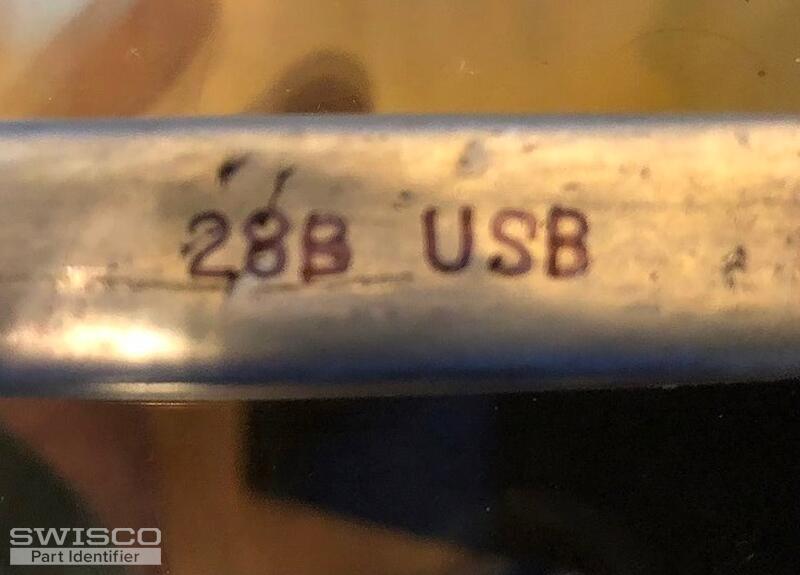 28B USB
SWISCO
Part Identifier